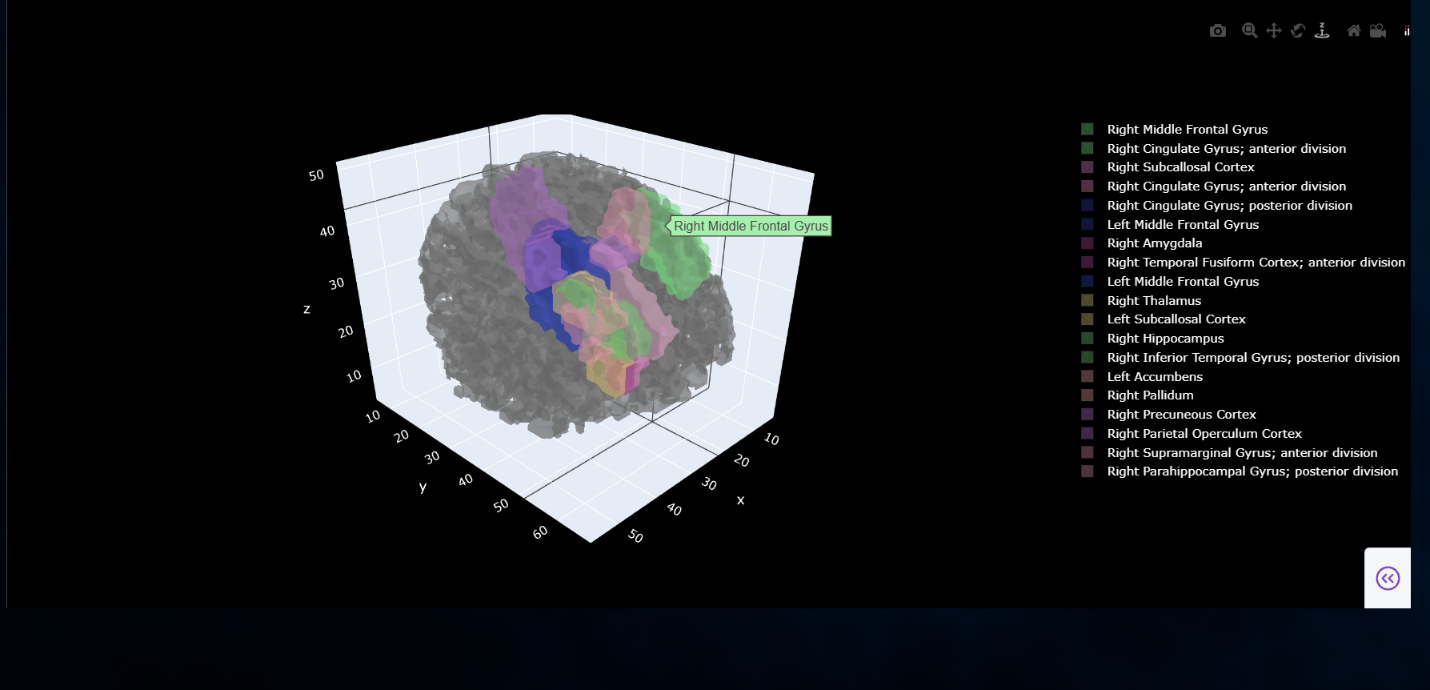 z
50
40
30
20
10
z
10
20
30
40
50
60
y
10
20
30
40
50
x
Right Middle Frontal Gyrus
Right Middle Frontal Gyrus
Right Cingulate Gyrus; anterior division
Right Subcallosal Cortex
Right Cingulate Gyrus; anterior division
Right Cingulate Gyrus; posterior division
Left Middle Frontal Gyrus
Right Amygdala
Right Temporal Fusiform Cortex; anterior division
Left Middle Frontal Gyrus
Right Thalamus
Left Subcallosal Cortex
Right Hippocampus
Right Inferior Temporal Gyrus; posterior division
Left Accumbens
Right Pallidum
Right Precuneous Cortex
Right Parietal Operculum Cortex
Right Supramarginal Gyrus; anterior division
Right Parahippocampal Gyrus; posterior division